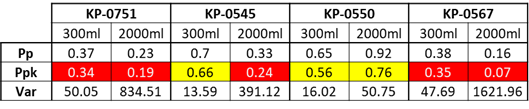 KP-0751 KP-0545 KP-0550 KP-0567
300ml 2000ml 300ml 2000ml 300ml 2000ml 300ml 2000ml
Pp 0.37 0.23 0.7 0.33 0.65 0.92 0.38 0.16
Ppk 0.34 0.19 0.66 0.24 0.56 0.76 0.35 0.07
Var 50.05 834.51 13.59 391.12 16.02 50.75 47.69 1621.96